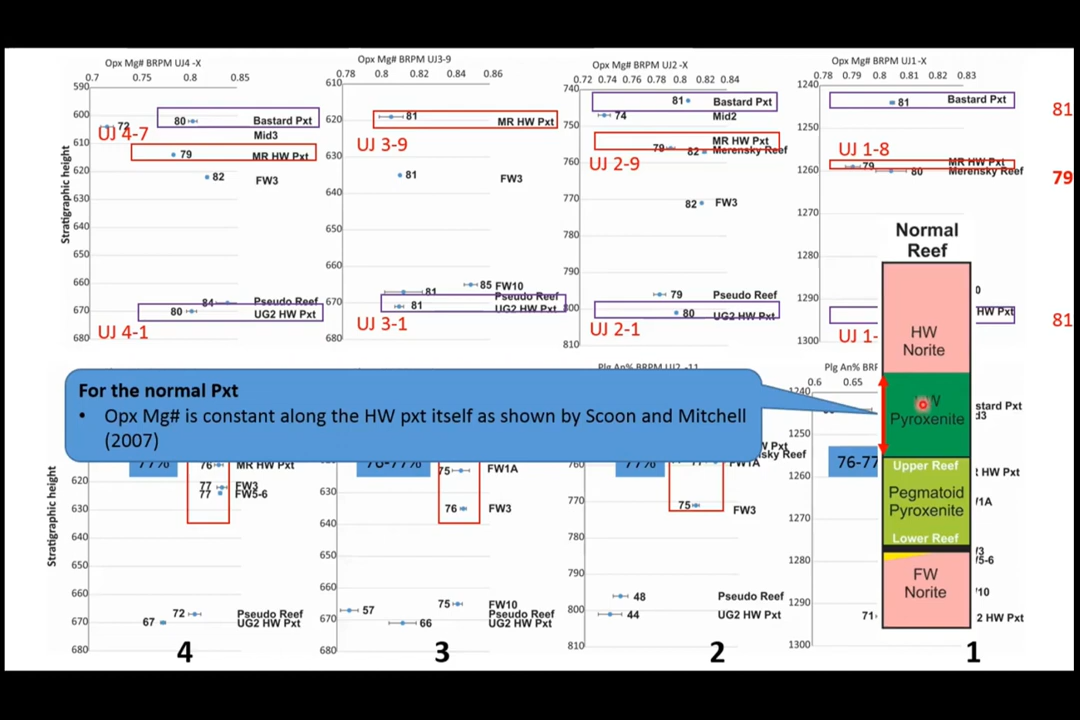 Opx Mg# BRPM UJ4 -X
0.7 0.75 0.8 0.85
Stratigraphic height
590
600
610
620
630
640
650
660
670
680
80 Bastard Pxt
Mid3
UJ 4-7
79 MR HW Pxt
82 FW3
84 Pseudo Reef
80 UG2 HW Pxt
UJ 4-1
Opx Mg# BRPM UJ3-9
0.78 0.8 0.82 0.84 0.86
610
620
630
640
650
660
670
680
81 MR HW Pxt
UJ 3-9
81 FW3
85 FW10
81 Pseudo Reef
81 UG2 HW Pxt
UJ 3-1
Opx Mg# BRPM UJ2 -X
0.72 0.74 0.76 0.78 0.8 0.82 0.84
740
750
760
770
780
790
800
810
81 Bastard Pxt
74 Mid2
MR HW Pxt
79 82 Merensky Reef
UJ 2-9
82 FW3
79 Pseudo Reef
80 UG2 HW Pxt
UJ 2-1
Opx Mg# BRPM UJ1 -X
0.78 0.79 0.8 0.81 0.82 0.83
1240
1250
1260
1270
1280
1290
1300
81 Bastard Pxt
81
UJ 1-8
79 MR HW Pxt
80 Merensky Reef
79
HW Pxt
UJ 1-
81
Normal
Reef
HW
Norite
Pyroxenite
Upper Reef
Pegmatoid
Pyroxenite
Lower Reef
FW
Norite
For the normal Pxt
• Opx Mg# is constant along the HW pxt itself as shown by Scoon and Mitchell
(2007)
Stratigraphic height
77%
620
630
640
650
660
670
680
76 MR HW Pxt
77 FW3
77 FW5-6
72 Pseudo Reef
67 UG2 HW Pxt
4
76-77%
630
640
650
660
670
680
75 FW1A
76 FW3
75 FW10
57 Pseudo Reef
66 UG2 HW Pxt
3
Plg An% BRPM UJ2 -11
77%
760
770
780
790
800
810
FW1A
75 FW3
48 Pseudo Reef
44 UG2 HW Pxt
2
Plg An% BRF
0.6 0.65
1240
1250
1260
1270
1280
1290
1300
76-77
stard Pxt
HW Pxt
71
2 HW Pxt
1